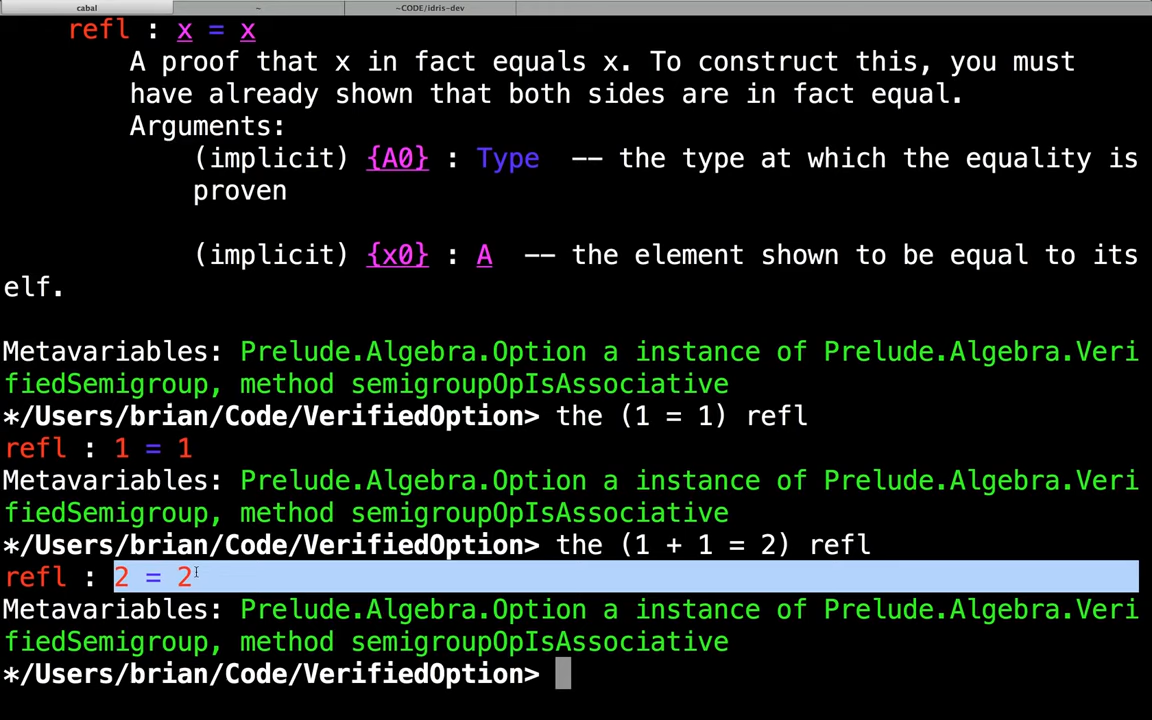 cabal
~
~CODE/idris-dev
refl : x = x
A proof that x in fact equals x. To construct this, you must
have already shown that both sides are in fact equal.
Arguments:
(implicit) {A0} : Type  -- the type at which the equality is
proven
(implicit) {x0} : A  -- the element shown to be equal to its
elf.
Metavariables: Prelude.Algebra.Option a instance of Prelude.Algebra.Veri
fiedSemigroup, method semigroupOpIsAssociative
*/Users/brian/Code/VerifiedOption> the (1 = 1) refl
refl : 1 = 1
Metavariables: Prelude.Algebra.Option a instance of Prelude.Algebra.Veri
fiedSemigroup, method semigroupOpIsAssociative
*/Users/brian/Code/VerifiedOption> the (1 + 1 = 2) refl
refl : 2 = 2
Metavariables: Prelude.Algebra.Option a instance of Prelude.Algebra.Veri
fiedSemigroup, method semigroupOpIsAssociative
*/Users/brian/Code/VerifiedOption>